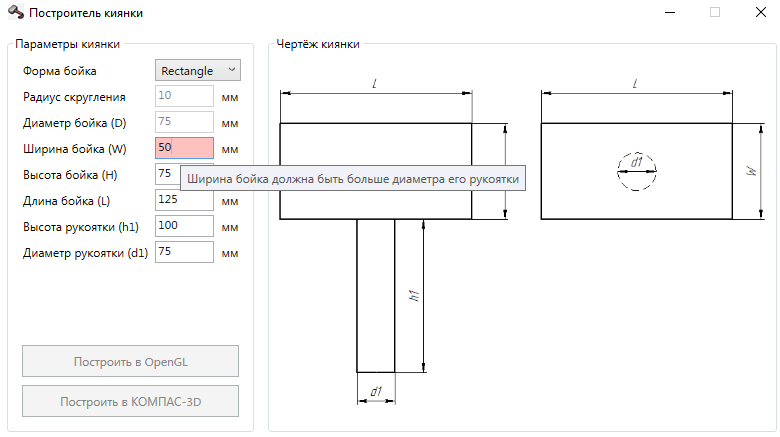 Построитель киянки
Параметры киянки
Форма бойка Rectangle
Радиус скругления 10 мм
Диаметр бойка (D) 75 мм
Ширина бойка (W) 50 мм
Высота бойка (H) 75
Длина бойка (L) 125 мм
Высота рукоятки (h1) 100 мм
Диаметр рукоятки (d1) 75 мм
Ширина бойка должна быть больше диаметра его рукоятки
Построить в OpenGL
Построить в КОМПАС-3D
Чертёж киянки
L
L
d1
W
h1
d1